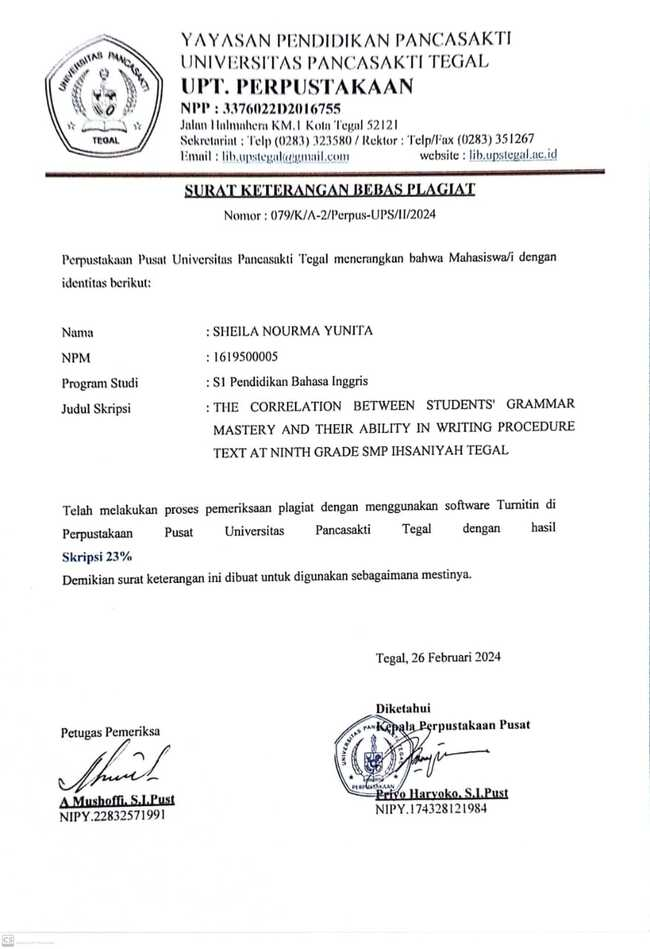 YAYASAN PENDIDIKAN PANCASAKTI
UNIVERSITAS PANCASAKTI TEGAL
UPT. PERPUSTAKAAN
NPP : 3376022D2016755
Jalan Halmahera KM.1 Kota Tegal 52121
Sekretariat : Telp (0283) 323580 / Rektor : Telp/Fax (0283) 351267
Email : lib.upstegal@gmail.com website : lib.upstegal.ac.id
UNIVERSITAS PANCASAKTI
TEGAL
SURAT KETERANGAN BEBAS PLAGIAT
Nomor : 079/K/A-2/Perpus-UPS/II/2024
Perpustakaan Pusat Universitas Pancasakti Tegal menerangkan bahwa Mahasiswa/i dengan
identitas berikut:
Nama : SHEILA NOURMA YUNITA
NPM : 1619500005
Program Studi : S1 Pendidikan Bahasa Inggris
Judul Skripsi : THE CORRELATION BETWEEN STUDENTS' GRAMMAR
MASTERY AND THEIR ABILITY IN WRITING PROCEDURE
TEXT AT NINTH GRADE SMP IHSANIYAH TEGAL
Telah melakukan proses pemeriksaan plagiat dengan menggunakan software Turnitin di
Perpustakaan Pusat Universitas Pancasakti Tegal dengan hasil
Skripsi 23%
Demikian surat keterangan ini dibuat untuk digunakan sebagaimana mestinya.
Tegal, 26 Februari 2024
Diketahui
Kepala Perpustakaan Pusat
Petugas Pemeriksa
UNIVERSITAS PANCASAKTI TEGAL
PERPUSTAKAAN
A Mushoffi, S.I.Pust
NIPY.22832571991
Priyo Haryoko, S.I.Pust
NIPY.174328121984
CS